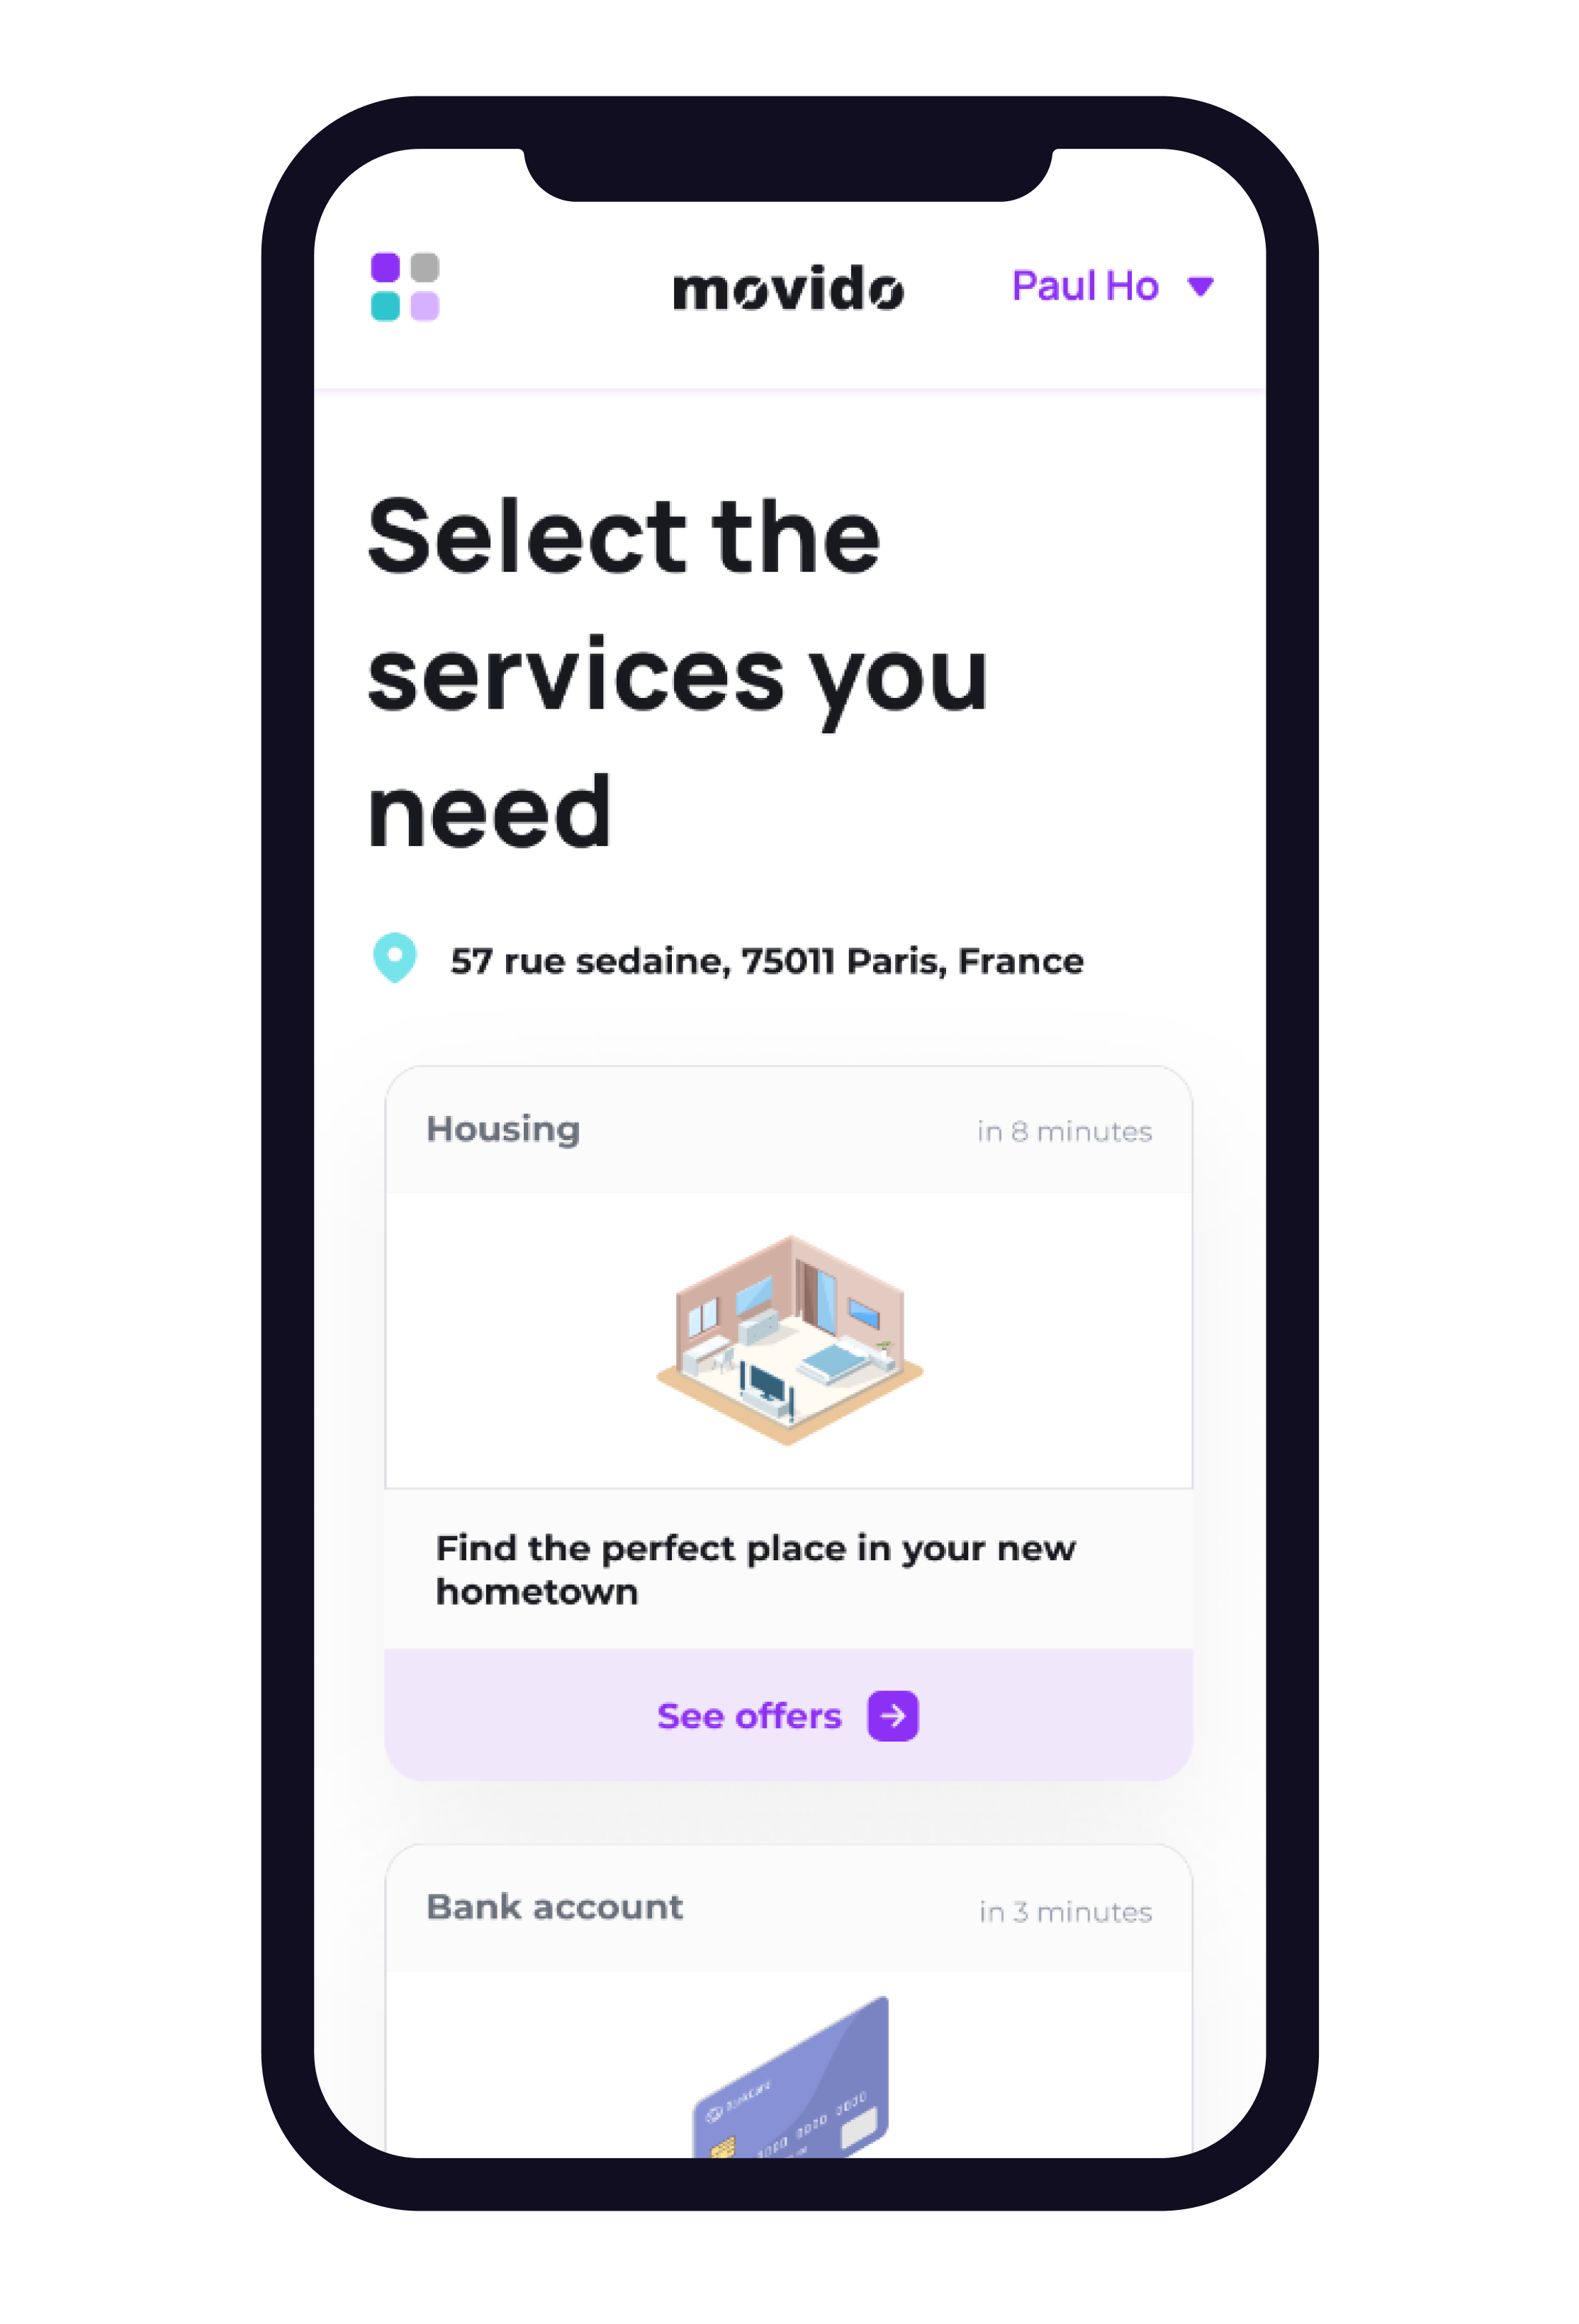 movido
Paul Ho
Select the
services you
need
57 rue sedaine, 75011 Paris, France
Housing
in 8 minutes
Find the perfect place in your new
hometown
See offers
Bank account
in 3 minutes
BankCard